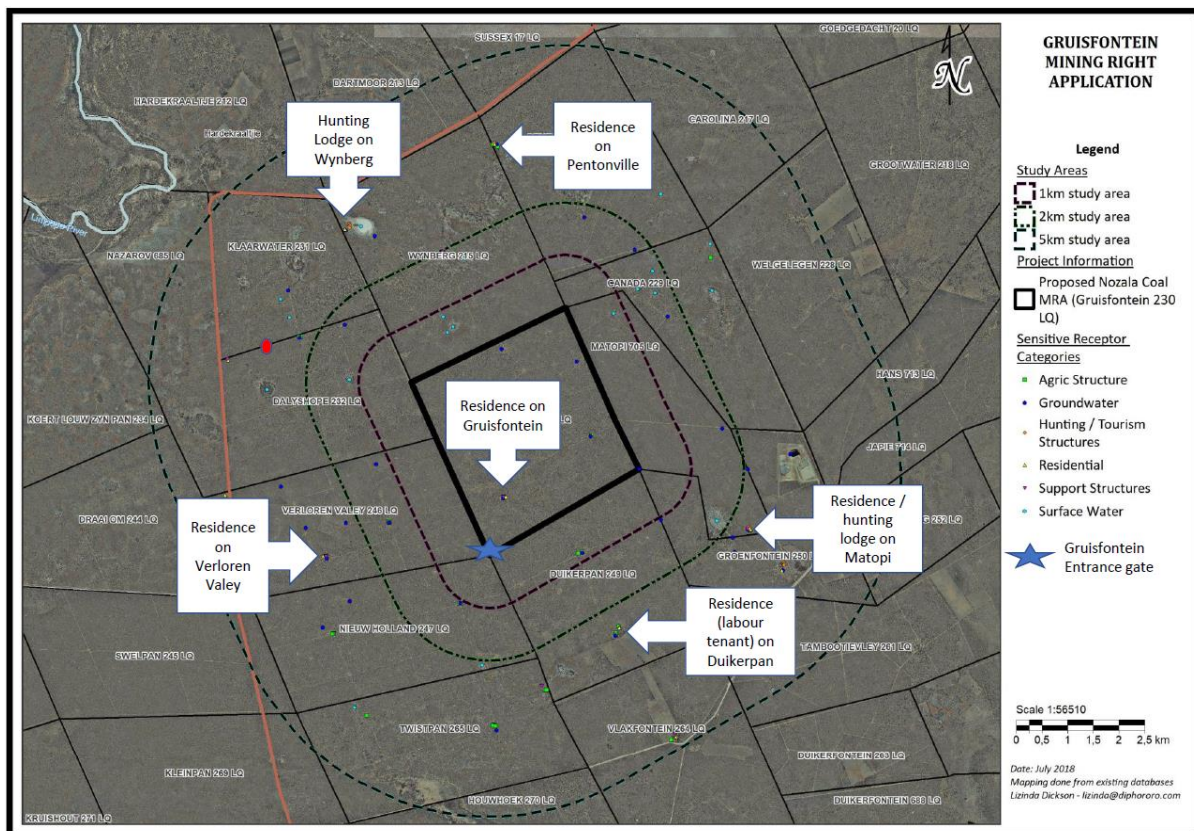 SUSSEX 17 LQ
GOEDGEDACHT 20 LQ
DARTMOOR 213 LQ
HARDEKRAALTJE 212 LQ
Hardekraaltje
CAROLINA 217 LQ
GROOTWATER 218 LQ
Hunting
Lodge on
Wynberg
Residence
on
Pentonville
Limpopo River
NAZAROV 685 LQ
KLAARWATER 231 LQ
WYNBERG 215 LQ
CANADA 229 LQ
WELGELEGEN 228 LQ
MATOPI 705 LQ
HANS 713 LQ
DALYSHOPE 232 LQ
KOERT LOUW ZYN PAN 234 LQ
Residence on
Gruisfontein
LQ
JAPIE 714 LQ
DRAAI OM 244 LQ
VERLOREN VALEY 246 LQ
252 LQ
Residence
on
Verloren
Valey
Residence /
hunting
lodge on
Matopi
GROENFONTEIN 250
DUIKERPAN 249 LQ
Residence
(labour
tenant) on
Duikerpan
NIEUW HOLLAND 247 LQ
SWELPAN 245 LQ
TAMBOOTIEVLEY 261 LQ
TWISTPAN 265 LQ
VLAKFONTEIN 264 LQ
DUIKERFONTEIN 263 LQ
KLEINPAN 269 LQ
HOUWHOEK 270 LQ
DUIKERFONTEIN 688 LQ
KRUISHOUT 271 LQ
N
GRUISFONTEIN
MINING RIGHT
APPLICATION
Legend
Study Areas
1km study area
2km study area
5km study area
Project Information
Proposed Nozala Coal
MRA (Gruisfontein 230
LQ)
Sensitive Receptor
Categories
Agric Structure
Groundwater
Hunting / Tourism
Structures
Residential
Support Structures
Surface Water
Gruisfontein
Entrance gate
Scale 1:56510
0 0,5 1 1,5 2 2,5 km
Date: July 2018
Mapping done from existing databases
Lizinda Dickson - lizinda@diphororo.com